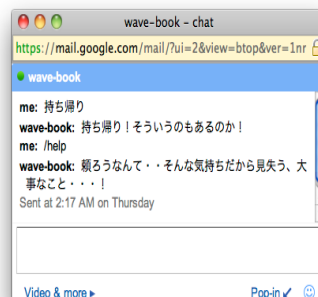 wave-book – chat
https://mail.google.com/mail/?ui=2&view=btop&ver=1nr
wave-book
me: 持ち帰り
wave-book: 持ち帰り！そういうのもあるのか！
me: /help
wave-book: 頼ろうなんて・・そんな気持ちだから見失う、大
事なこと・・・！
Sent at 2:17 AM on Thursday
Video & more ▸
Pop-in ✓